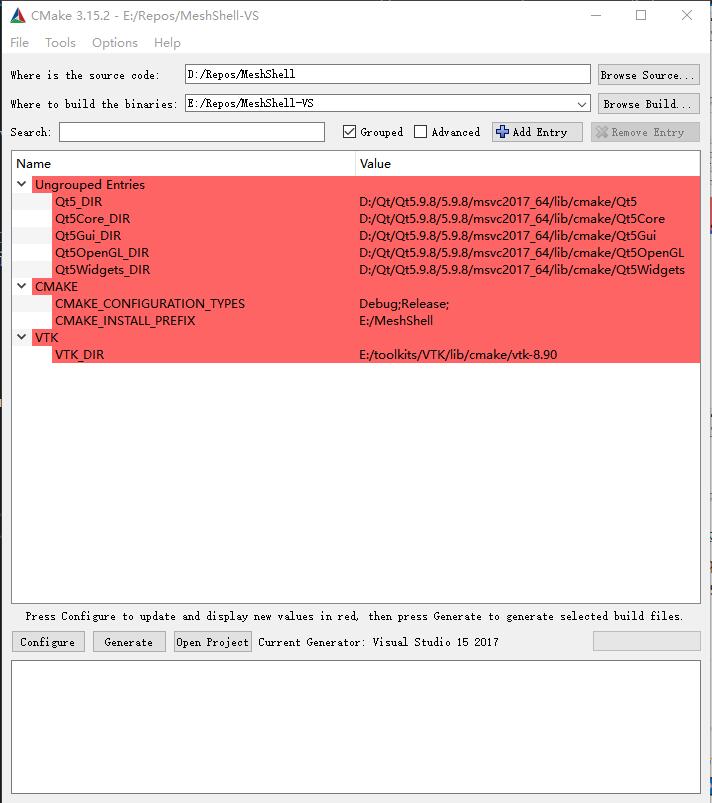 CMake 3.15.2 - E:/Repos/MeshShell-VS
File Tools Options Help
Where is the source code: D:/Repos/MeshShell Browse Source...
Where to build the binaries: E:/Repos/MeshShell-VS Browse Build...
Search: Grouped Advanced Add Entry Remove Entry
Name Value
Ungrouped Entries
Qt5_DIR D:/Qt/Qt5.9.8/5.9.8/msvc2017_64/lib/cmake/Qt5
Qt5Core_DIR D:/Qt/Qt5.9.8/5.9.8/msvc2017_64/lib/cmake/Qt5Core
Qt5Gui_DIR D:/Qt/Qt5.9.8/5.9.8/msvc2017_64/lib/cmake/Qt5Gui
Qt5OpenGL_DIR D:/Qt/Qt5.9.8/5.9.8/msvc2017_64/lib/cmake/Qt5OpenGL
Qt5Widgets_DIR D:/Qt/Qt5.9.8/5.9.8/msvc2017_64/lib/cmake/Qt5Widgets
CMAKE
CMAKE_CONFIGURATION_TYPES Debug;Release;
CMAKE_INSTALL_PREFIX E:/MeshShell
VTK
VTK_DIR E:/toolkits/VTK/lib/cmake/vtk-8.90
Press Configure to update and display new values in red, then press Generate to generate selected build files.
Configure Generate Open Project Current Generator: Visual Studio 15 2017